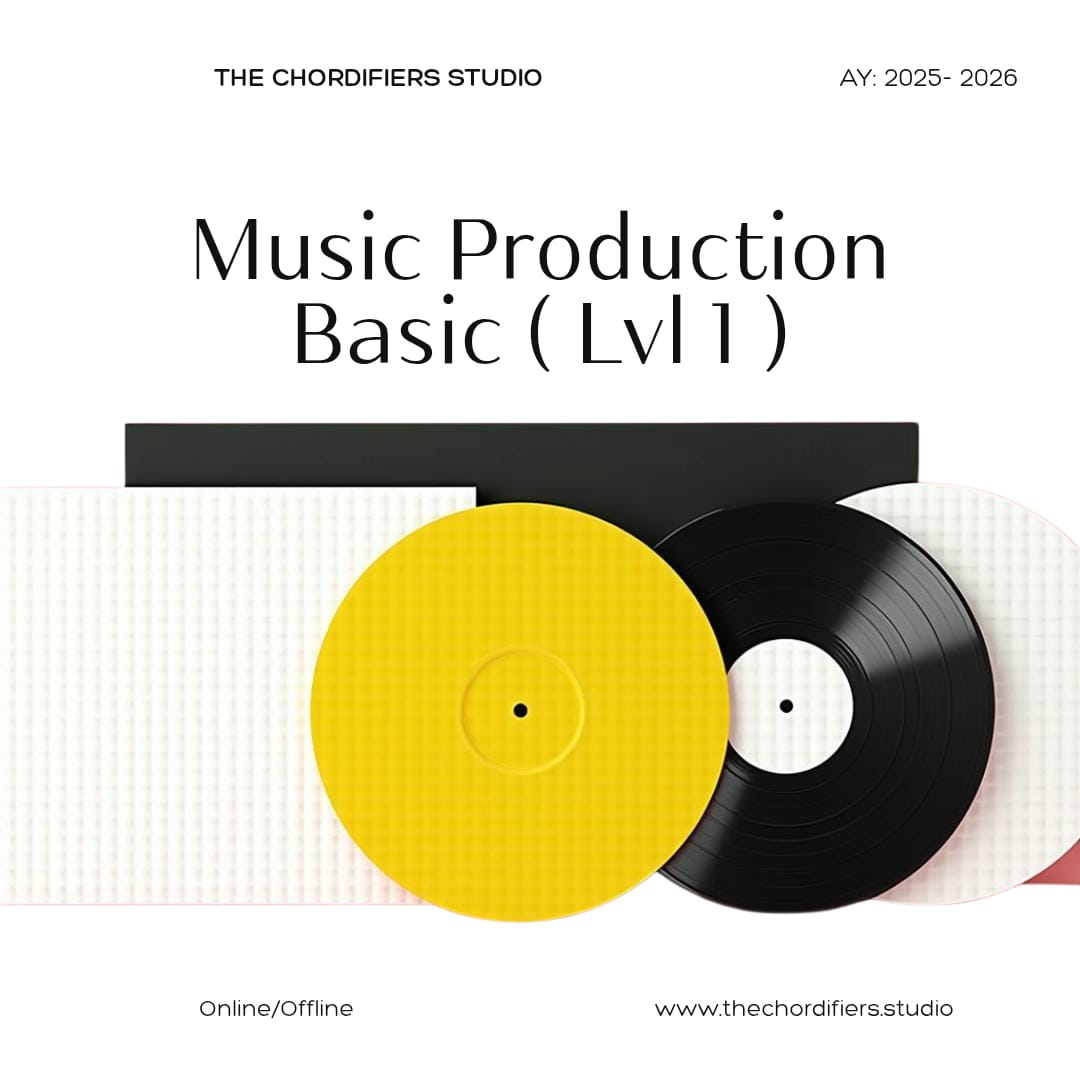 THE CHORDIFIERS STUDIO
AY: 2025- 2026
Music Production
Basic ( Lvl 1 )
Online/Offline
www.thechordifiers.studio